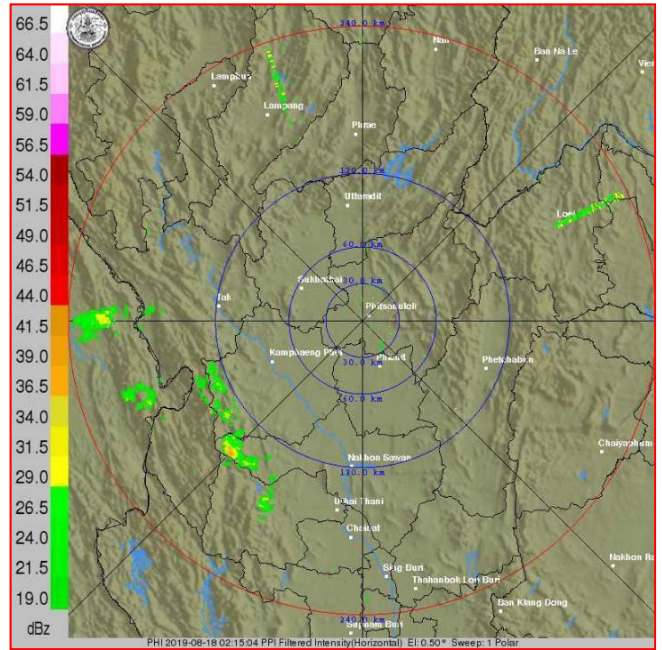 66.5
64.0
61.5
59.0
56.5
54.0
51.5
49.0
46.5
44.0
41.5
39.0
36.5
34.0
31.5
29.0
26.5
24.0
21.5
19.0
dBz
240.0 km
Nan
Ban Na Le
Lamphun
Lampang
Phrae
120.0 km
Uttaradit
Loei
60.0 km
30.0 km
Sukhothai
Tak
Phitsanulok
Kamphaeng Phet
Phichit
30.0 km
Phetchabun
60.0 km
Chaiyaphum
Nakhon Sawan
120.0 km
Uthai Thani
Chainat
Sing Buri
Thahanbok Lop Buri
Ban Klang Dong
240.0 km
Suphan Buri
PHI 2019-08-18 02:15:04 PPI Filtered Intensity(Horizontal) El: 0.50° Sweep: 1 Polar